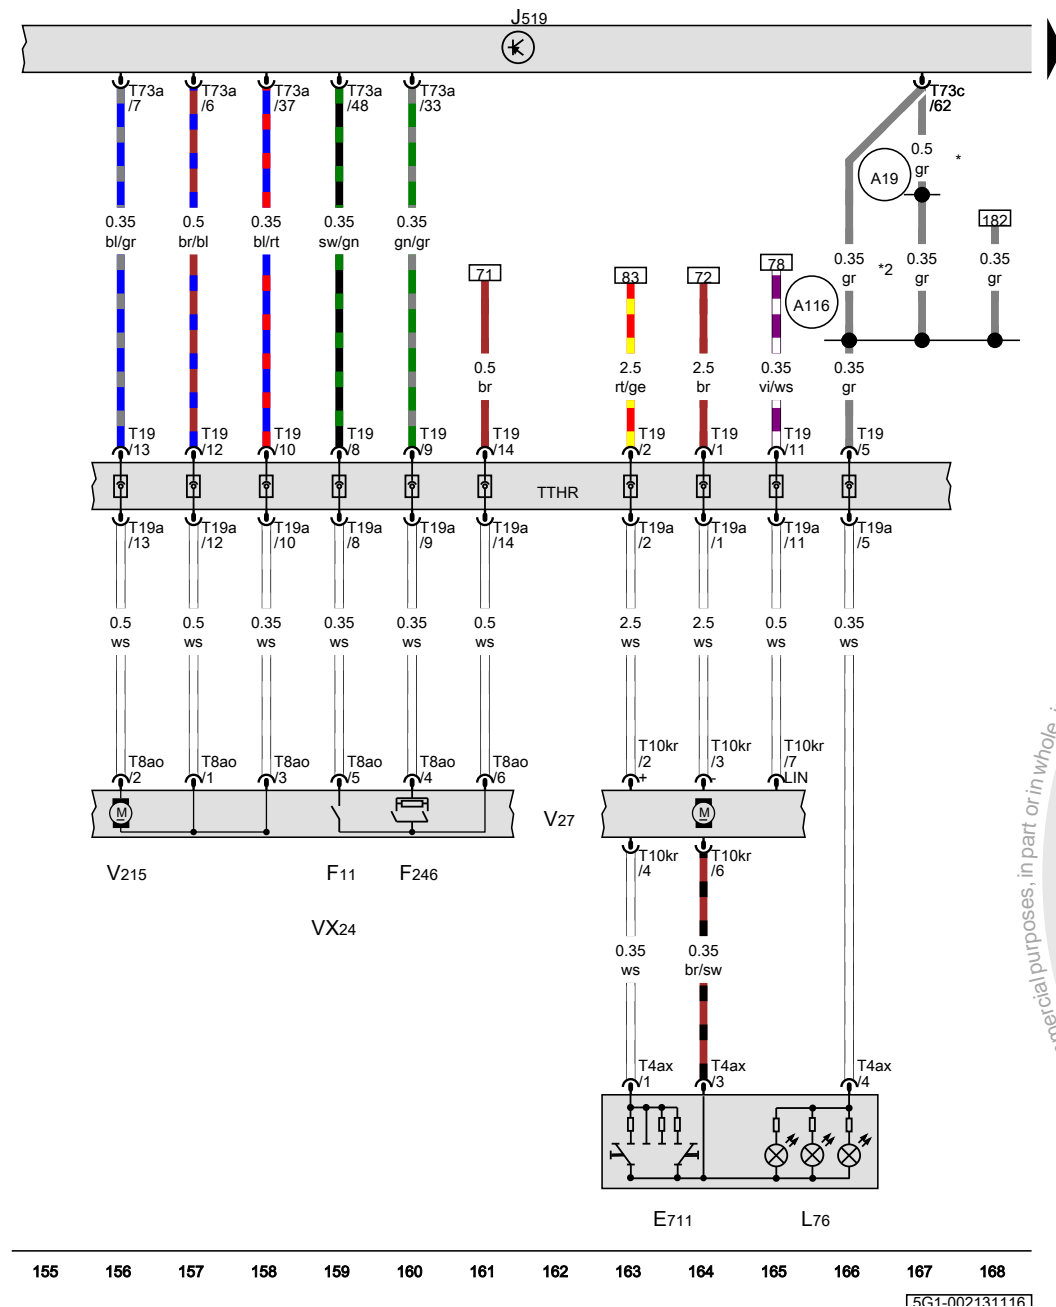 J519
T73a T73a T73a T73a T73a T73c
/7 /6 /37 /48 /33 /62
0.5
gr *
A19
182
0.35 0.5 0.35 0.35 0.35
bl/gr br/bl bl/rt sw/gn gn/gr
0.35 *2 0.35 0.35
gr gr gr
71 83 72 78
A116
0.5 2.5 2.5 0.35 0.35
br rt/ge br vi/ws gr
T19 T19 T19 T19 T19 T19 T19 T19 T19 T19
/13 /12 /10 /8 /9 /14 /2 /1 /11 /5
TTHR
T19a T19a T19a T19a T19a T19a T19a T19a T19a T19a
/13 /12 /10 /8 /9 /14 /2 /1 /11 /5
0.5 0.5 0.35 0.35 0.35 0.5 2.5 2.5 0.5 0.35
ws ws ws ws ws ws ws ws ws ws
T10kr T10kr T10kr
/2 /3 /7
+ - LIN
T8ao T8ao T8ao T8ao T8ao T8ao
/2 /1 /3 /5 /4 /6
M M
V27
V215 F11 F246
VX24
T10kr T10kr
/4 /6
0.35 0.35
ws br/sw
T4ax T4ax T4ax
/1 /3 /4
E711 L76
mercial purposes, in part or in whole, i
155 156 157 158 159 160 161 162 163 164 165 166 167 168
5G1-002131116